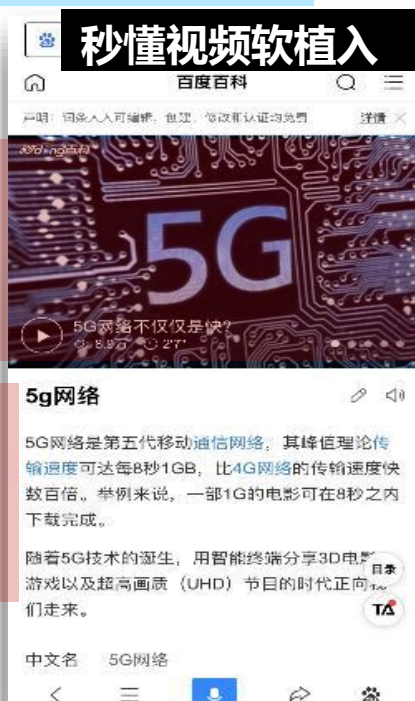 秒懂视频软植入
百度百科
声明：词条人人可编辑，创建、修改和认证均免费 详情
5G
5G网络不仅仅是快?
8.9万 2'7"
5g网络
5G网络是第五代移动通信网络，其峰值理论传
输速度可达每8秒1GB，比4G网络的传输速度快
数百倍。举例来说，一部1G的电影可在8秒之内
下载完成。
随着5G技术的诞生，用智能终端分享3D电影、
目录
游戏以及超高画质（UHD）节目的时代正向我
们走来。
TA
中文名 5G网络